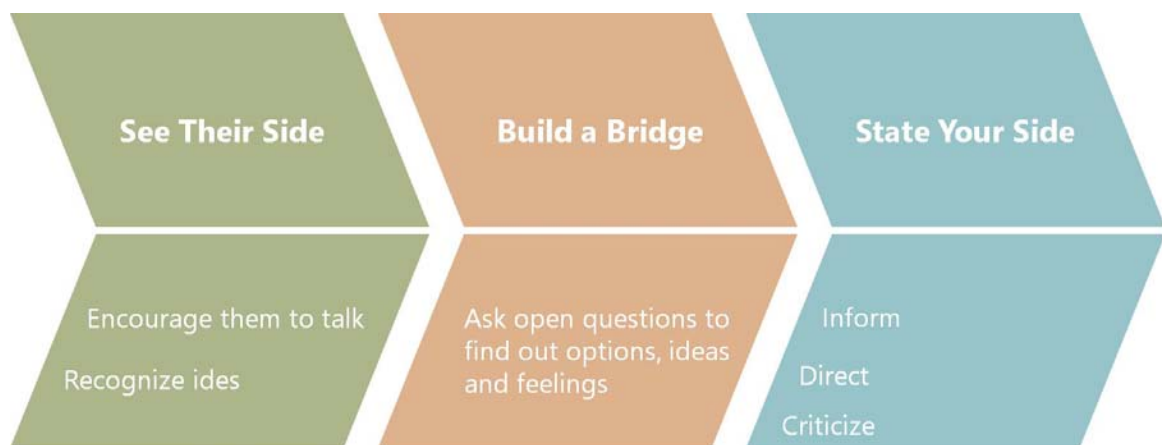 See Their Side
Build a Bridge
State Your Side
Encourage them to talk
Recognize ides
Ask open questions to
find out options, ideas
and feelings
Inform
Direct
Criticize